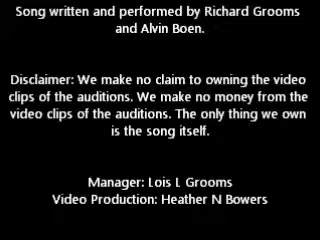 Song written and performed by Richard Grooms
and Alvin Boen.
Disclaimer: We make no claim to owning the video
clips of the auditions. We make no money from the
video clips of the auditions. The only thing we own
is the song itself.
Manager: Lois L Grooms
Video Production: Heather N Bowers